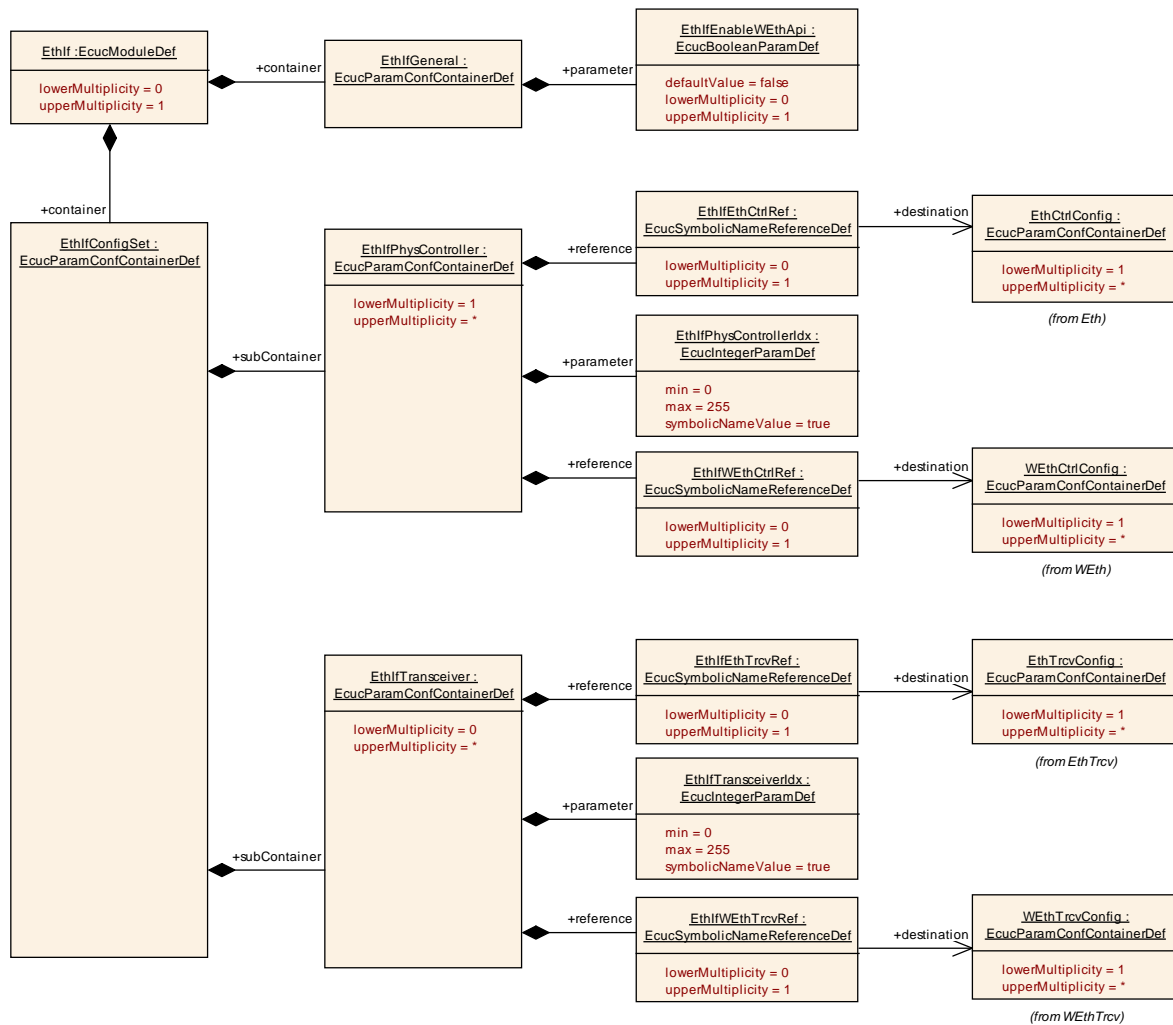 EthIf :EcucModuleDef
lowerMultiplicity = 0
upperMultiplicity = 1
+container
EthIfGeneral :
EcucParamConfContainerDef
+parameter
EthIfEnableWEthApi :
EcucBooleanParamDef
defaultValue = false
lowerMultiplicity = 0
upperMultiplicity = 1
+container
EthIfConfigSet :
EcucParamConfContainerDef
+subContainer
EthIfPhysController :
EcucParamConfContainerDef
lowerMultiplicity = 1
upperMultiplicity = *
+reference
EthIfEthCtrlRef :
EcucSymbolicNameReferenceDef
lowerMultiplicity = 0
upperMultiplicity = 1
+destination
EthCtrlConfig :
EcucParamConfContainerDef
lowerMultiplicity = 1
upperMultiplicity = *
(from Eth)
+parameter
EthIfPhysControllerIdx :
EcucIntegerParamDef
min = 0
max = 255
symbolicNameValue = true
+reference
EthIfWEthCtrlRef :
EcucSymbolicNameReferenceDef
lowerMultiplicity = 0
upperMultiplicity = 1
+destination
WEthCtrlConfig :
EcucParamConfContainerDef
lowerMultiplicity = 1
upperMultiplicity = *
(from WEth)
+subContainer
EthIfTransceiver :
EcucParamConfContainerDef
lowerMultiplicity = 0
upperMultiplicity = *
+reference
EthIfEthTrcvRef :
EcucSymbolicNameReferenceDef
lowerMultiplicity = 0
upperMultiplicity = 1
+destination
EthTrcvConfig :
EcucParamConfContainerDef
lowerMultiplicity = 1
upperMultiplicity = *
(from EthTrcv)
+parameter
EthIfTransceiverIdx :
EcucIntegerParamDef
min = 0
max = 255
symbolicNameValue = true
+reference
EthIfWEthTrcvRef :
EcucSymbolicNameReferenceDef
lowerMultiplicity = 0
upperMultiplicity = 1
+destination
WEthTrcvConfig :
EcucParamConfContainerDef
lowerMultiplicity = 1
upperMultiplicity = *
(from WEthTrcv)